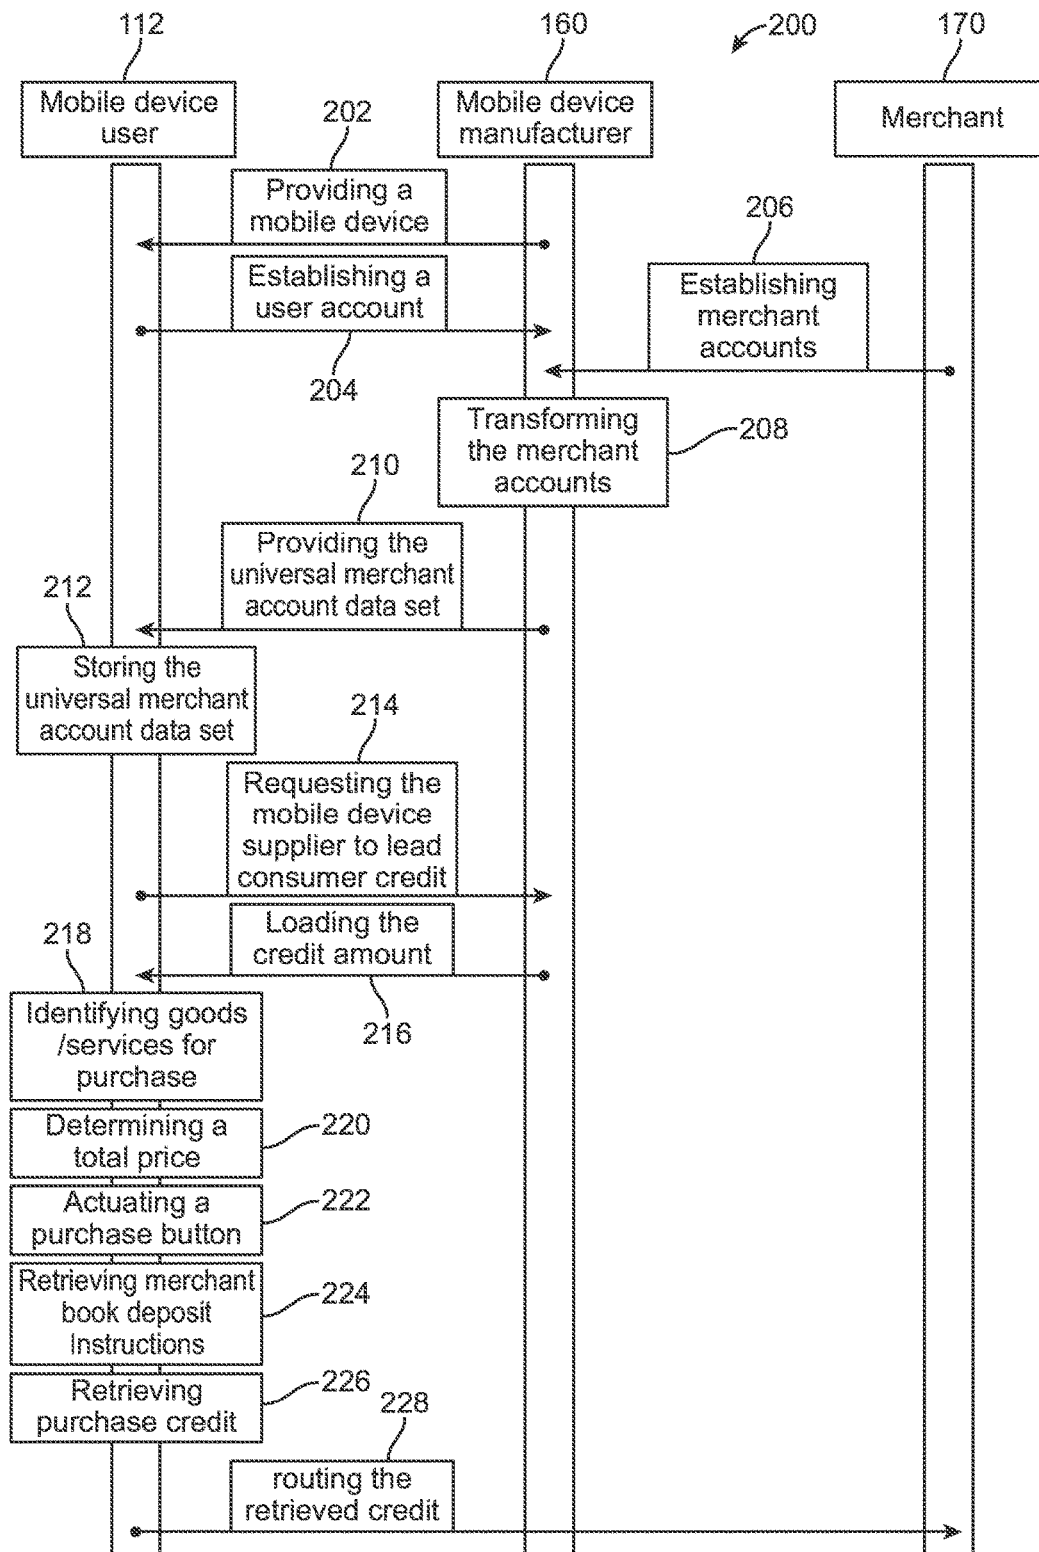 112
160
200
170
Mobile device
user
Mobile device
manufacturer
Merchant
202
Providing a
mobile device
206
Establishing a
user account
204
Establishing
merchant
accounts
Transforming
the merchant
accounts
208
210
Providing the
universal merchant
account data set
212
Storing the
universal merchant
account data set
214
Requesting the
mobile device
supplier to lead
consumer credit
Loading the
credit amount
216
218
Identifying goods
/services for
purchase
Determining a
total price
220
Actuating a
purchase button
222
Retrieving merchant
book deposit
Instructions
224
Retrieving
purchase credit
226
228
routing the
retrieved credit